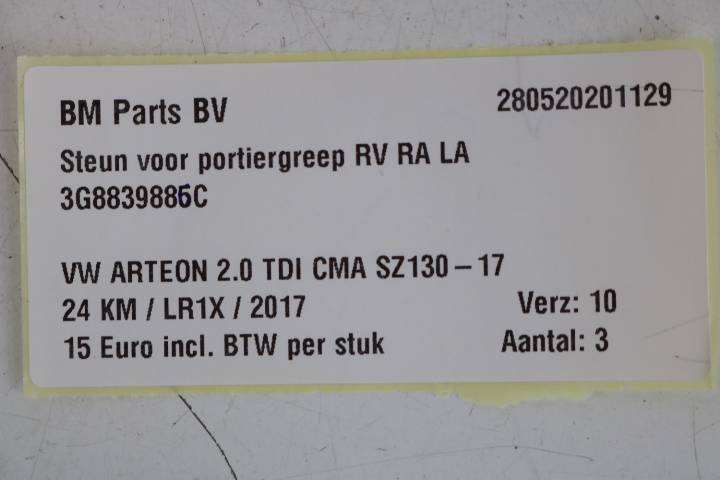 BM Parts BV
280520201129
Steun voor portiergreep RV RA LA
3G8839886C
VW ARTEON 2.0 TDI CMA SZ130-17
24 KM / LR1X / 2017
Verz: 10
15 Euro incl. BTW per stuk
Aantal: 3